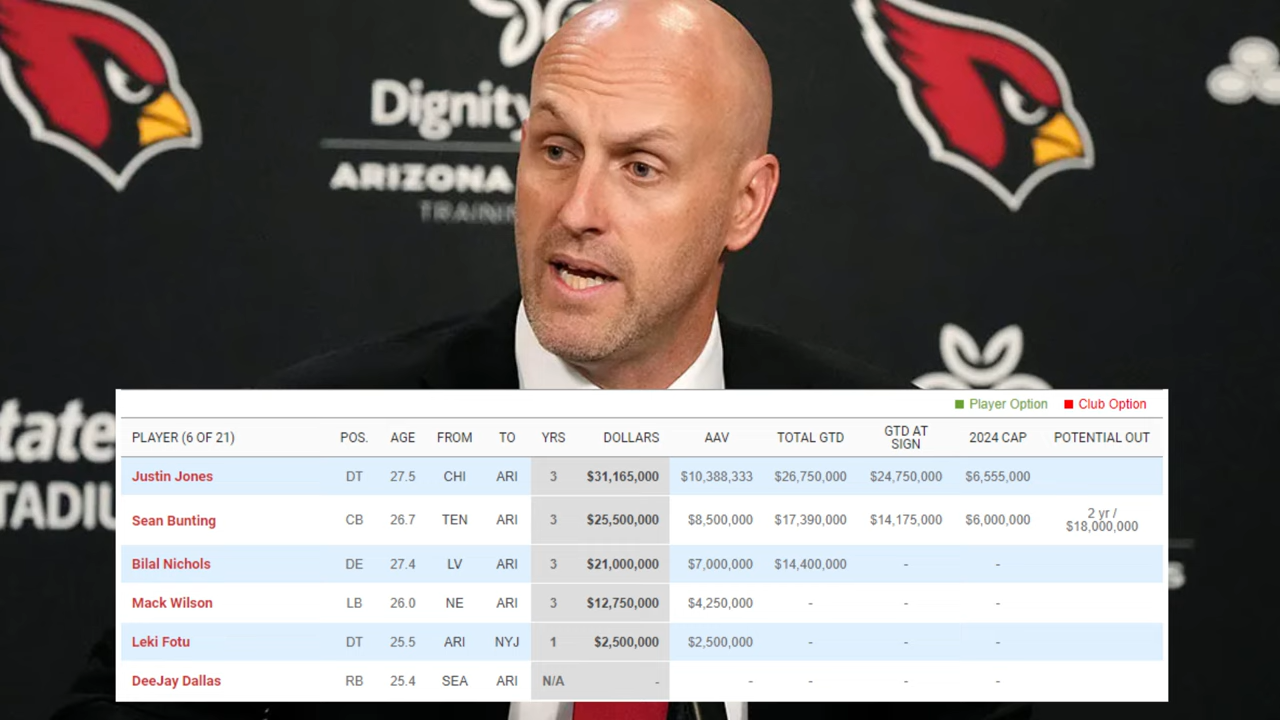 Dignity
ARIZONA
TRAININ
tate
TADIU
s
Player Option Club Option
PLAYER (6 OF 21) POS. AGE FROM TO YRS DOLLARS AAV TOTAL GTD GTD AT SIGN 2024 CAP POTENTIAL OUT
Justin Jones DT 27.5 CHI ARI 3 $31,165,000 $10,388,333 $26,750,000 $24,750,000 $6,555,000
Sean Bunting CB 26.7 TEN ARI 3 $25,500,000 $8,500,000 $17,390,000 $14,175,000 $6,000,000 2 yr / $18,000,000
Bilal Nichols DE 27.4 LV ARI 3 $21,000,000 $7,000,000 $14,400,000 - -
Mack Wilson LB 26.0 NE ARI 3 $12,750,000 $4,250,000 - - -
Leki Fotu DT 25.5 ARI NYJ 1 $2,500,000 $2,500,000 - - -
DeeJay Dallas RB 25.4 SEA ARI N/A - - - - -